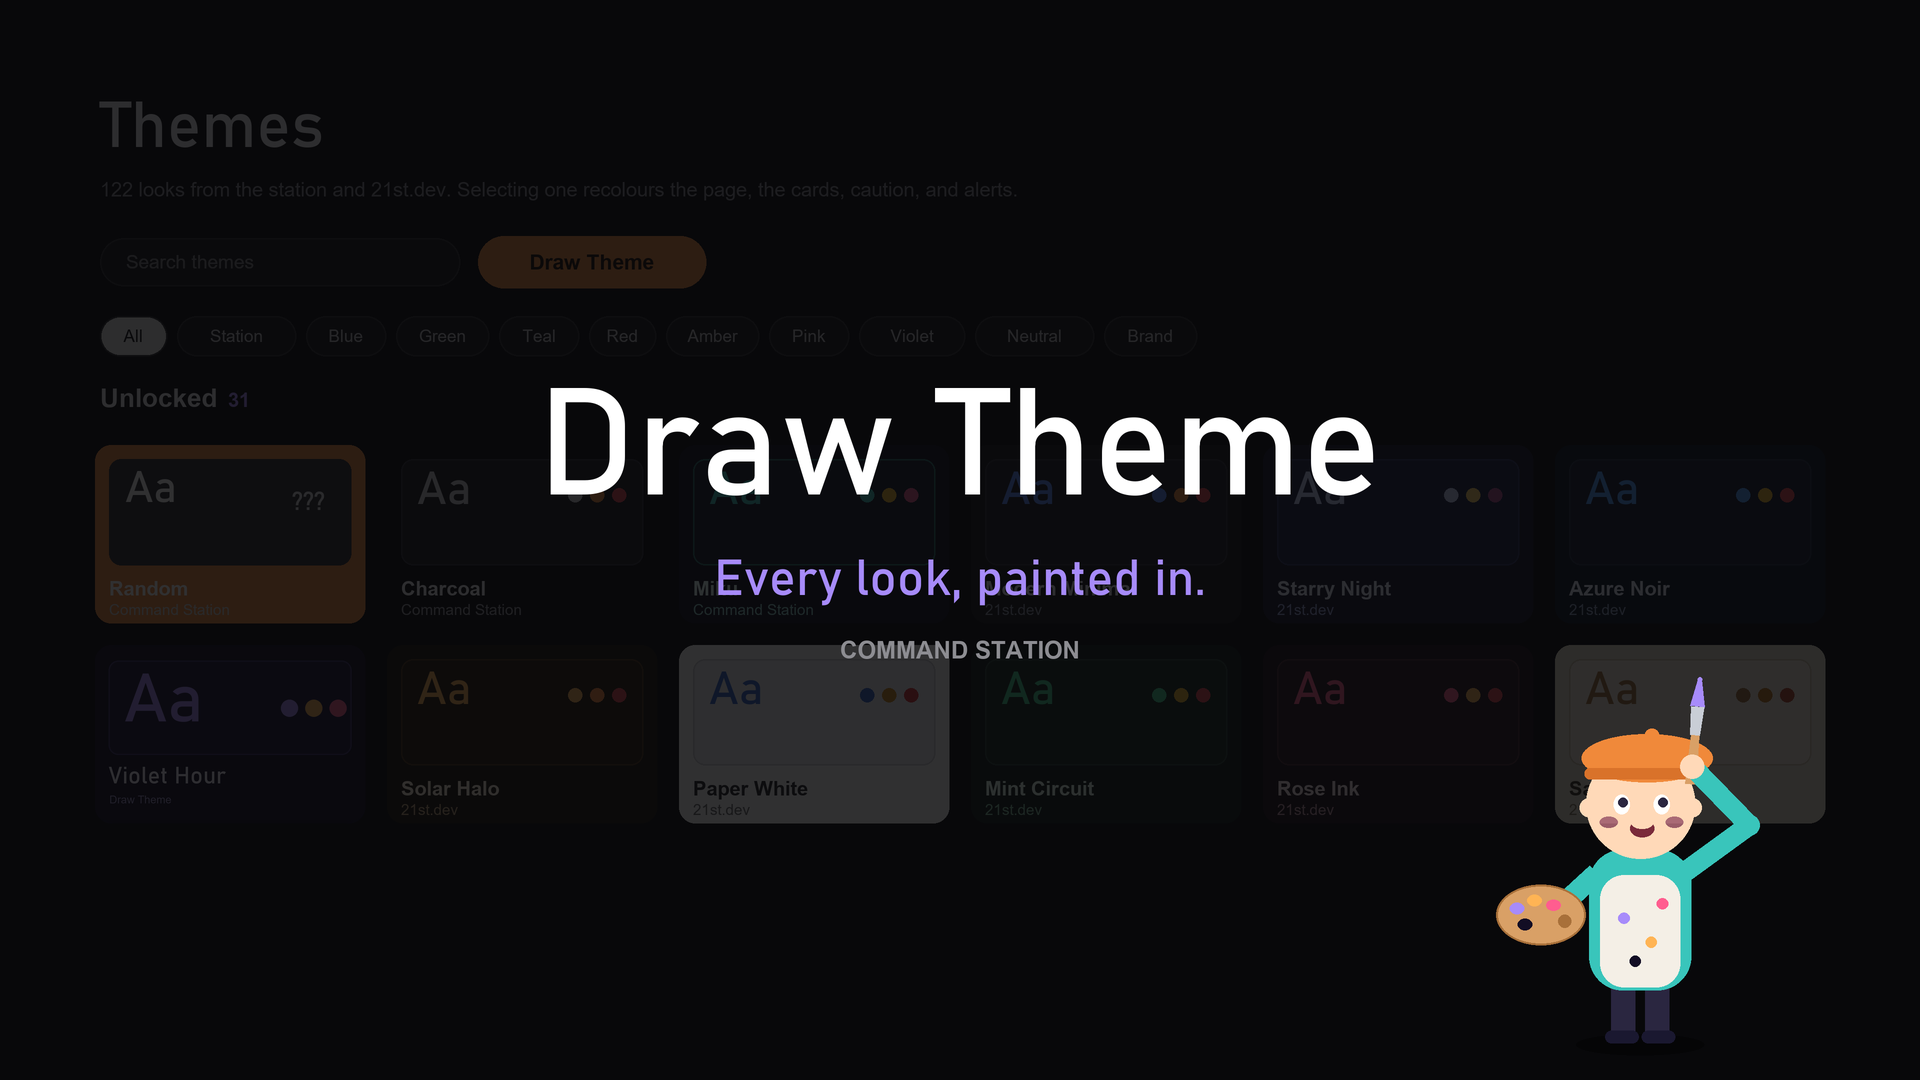 Themes
122 looks from the station and 21st.dev. Selecting one recolours the page, the cards, caution, and alerts.
Search themes
Draw Theme
All Station Blue Green Teal Red Amber Pink Violet Neutral Brand
Unlocked 31
Draw Theme
Every look, painted in.
COMMAND STATION
Aa ???
Random
Command Station
Aa
Charcoal
Command Station
Aa
Command Station
Aa
21st.dev
Aa
Starry Night
21st.dev
Aa
Azure Noir
21st.dev
Aa
Violet Hour
Draw Theme
Aa
Solar Halo
21st.dev
Aa
Paper White
21st.dev
Aa
Mint Circuit
21st.dev
Aa
Rose Ink
21st.dev
Aa